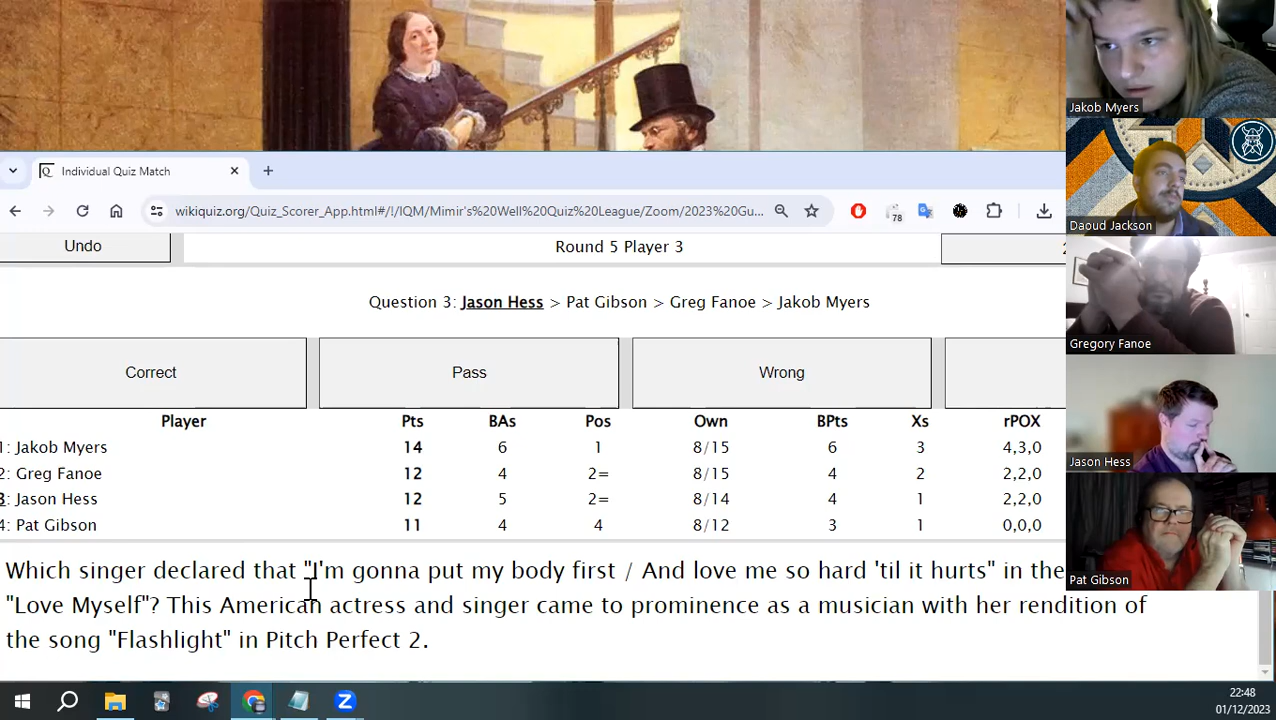 Jakob Myers
Individual Quiz Match
wikiquiz.org/Quiz_Scorer_App.html#/!/IQM/Mimir's%20Well%20Quiz%20League/Zoom/2023%20Gu...
78
Daoud Jackson
Undo
Round 5 Player 3
2
Question 3: Jason Hess > Pat Gibson > Greg Fanoe > Jakob Myers
Gregory Fanoe
Correct
Pass
Wrong
Player Pts BAs Pos Own BPts Xs rPOX
1: Jakob Myers 14 6 1 8/15 6 3 4,3,0
2: Greg Fanoe 12 4 2= 8/15 4 2 2,2,0
3: Jason Hess 12 5 2= 8/14 4 1 2,2,0
4: Pat Gibson 11 4 4 8/12 3 1 0,0,0
Jason Hess
Pat Gibson
Which singer declared that "I'm gonna put my body first / And love me so hard 'til it hurts" in the
"Love Myself"? This American actress and singer came to prominence as a musician with her rendition of
the song "Flashlight" in Pitch Perfect 2.
22:48
01/12/2023